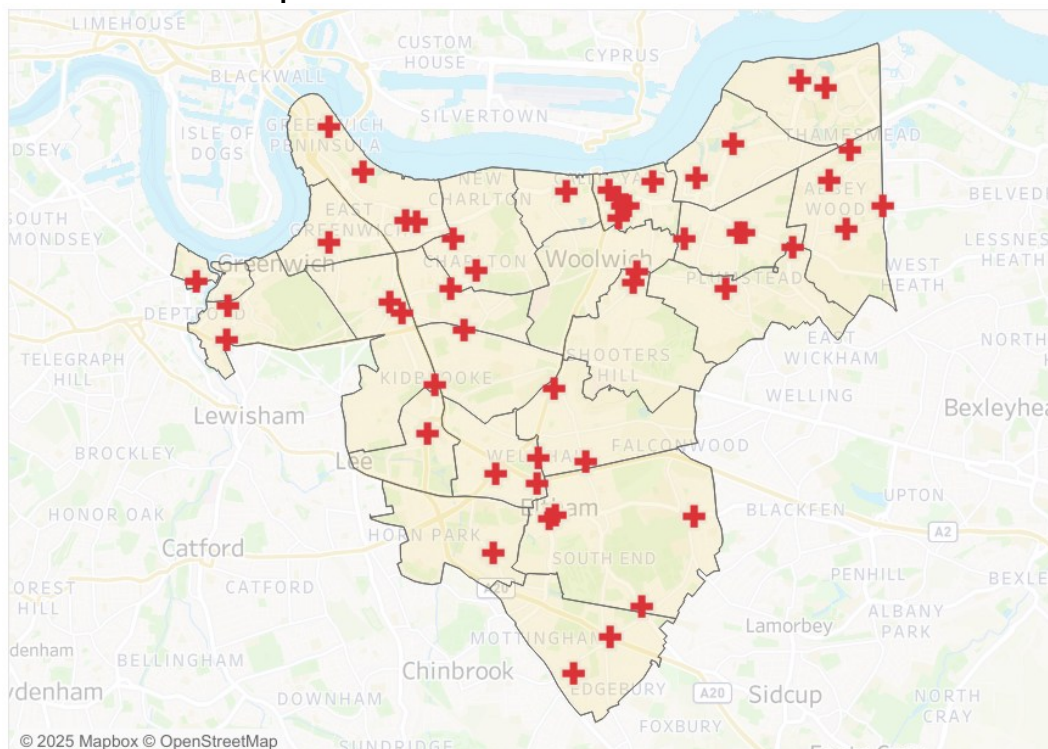 LIMEHOUSE
CUSTOM
HOUSE
CYPRUS
BLACKWALL
SILVERTOWN
ISLE OF
DOGS
GREENWICH
PENINSULA
THAMESMEAD
NEW
CHARLTON
ABBEY
WOOD
BELVED
SOUTH
MONDSEY
EAST
GREENWICH
Greenwich
CHARLTON
Woolwich
PLUMSTEAD
LESSNES
HEATH
WEST
HEATH
DEPTFORD
TELEGRAPH
HILL
SHOOTERS
HILL
EAST
WICKHAM
NORTH
KIDBROOKE
WELLING
Bexleyhea
Lewisham
BROCKLEY
Lee
FALCONWOOD
UPTON
HONOR OAK
Eltham
BLACKFEN
A2
Catford
HORN PARK
SOUTH END
OREST
HILL
CATFORD
A20
PENHILL
BEXLE
ALBANY
PARK
denham
BELLINGHAM
MOTTINGHAM
Lamorbey
Chinbrook
ydenham
DOWNHAM
EDGEBURY
A20
Sidcup
NORTH
CRAY
FOXBURY
SUNDRIDGE
© 2025 Mapbox © OpenStreetMap